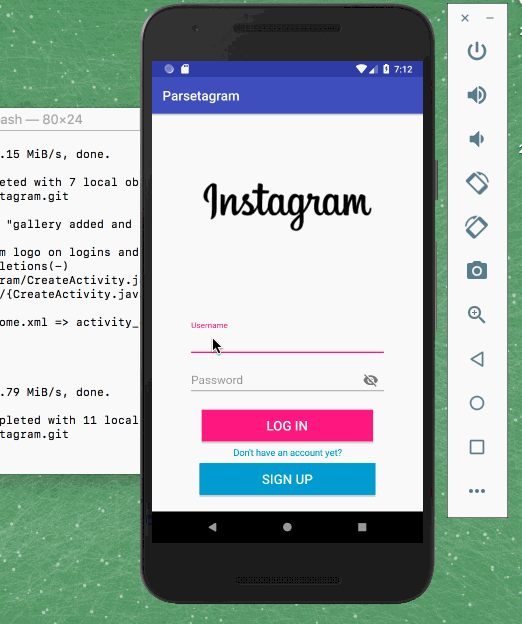 ash — 80×24
.15 MiB/s, done.
eted with 7 local ob
tagram.git
"gallery added and
m logo on logins and
letions(-)
gram/CreateActivity.j
/{CreateActivity.jav
ome.xml => activity_
.79 MiB/s, done.
pleted with 11 local
tagram.git
7:12
Parsetagram
Instagram
Username
Password
LOG IN
Don't have an account yet?
SIGN UP